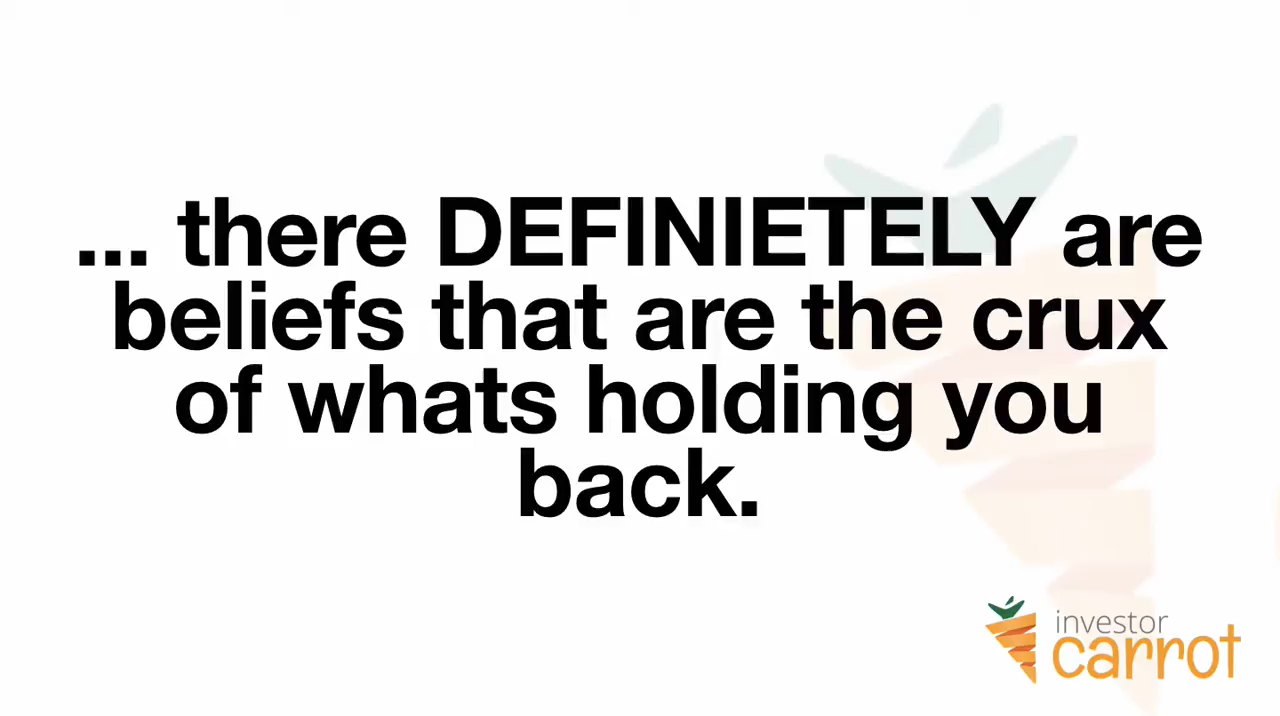 ... there DEFINIETELY are
beliefs that are the crux
of whats holding you
back.
investor
carrot